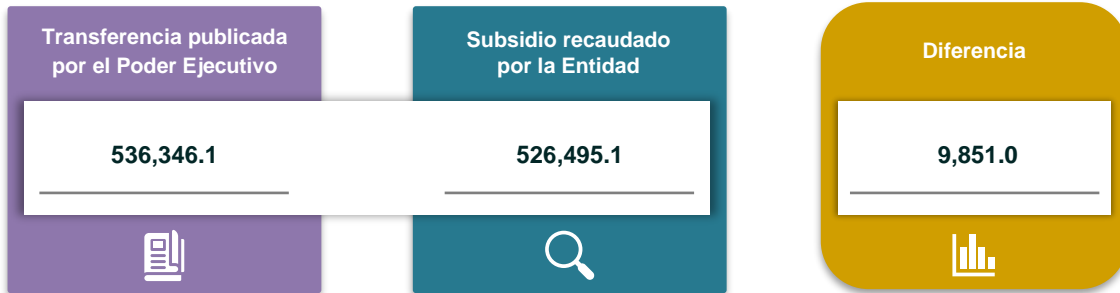 Transferencia publicada
por el Poder Ejecutivo
536,346.1
Subsidio recaudado
por la Entidad
526,495.1
Diferencia
9,851.0